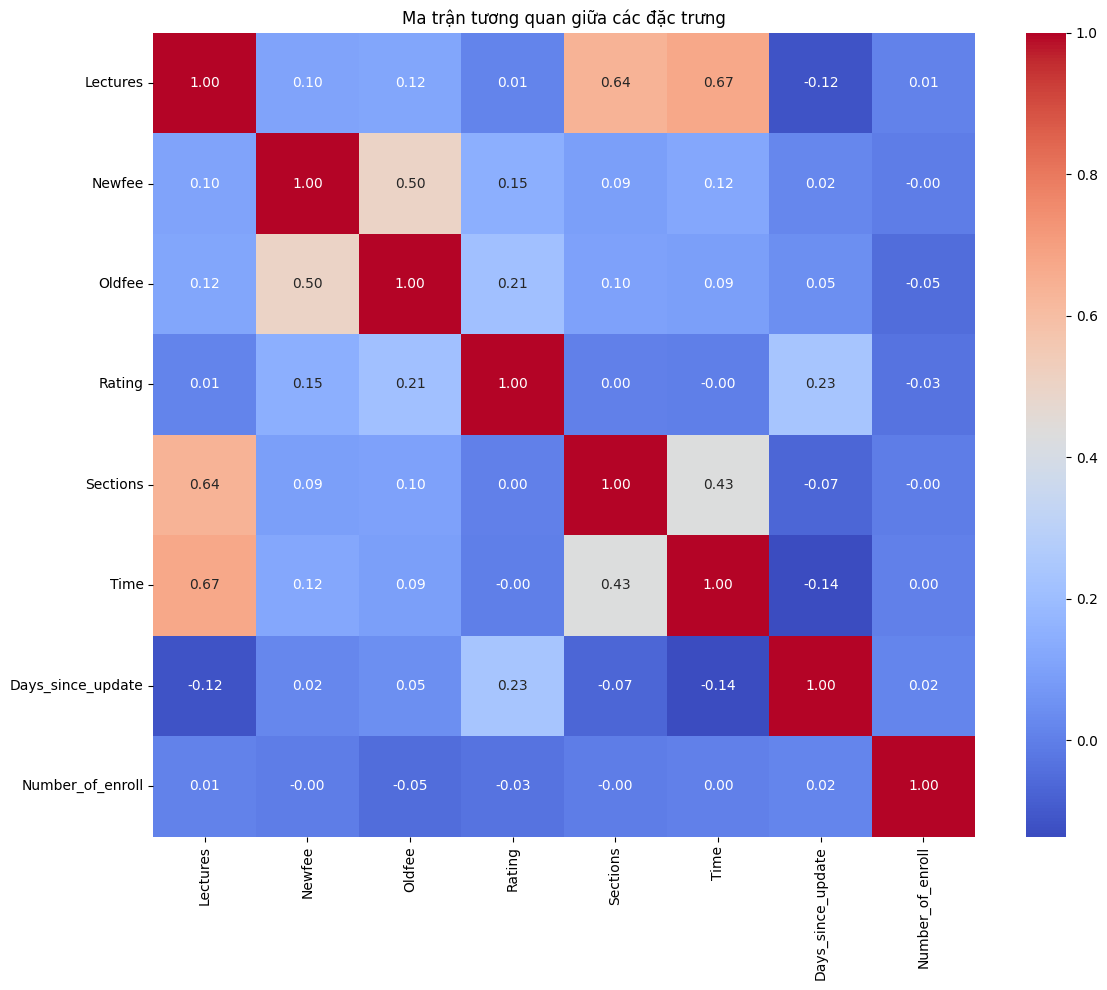 Ma trận tương quan giữa các đặc trưng
Lectures 1.00 0.10 0.12 0.01 0.64 0.67 -0.12 0.01
Newfee 0.10 1.00 0.50 0.15 0.09 0.12 0.02 -0.00
Oldfee 0.12 0.50 1.00 0.21 0.10 0.09 0.05 -0.05
Rating 0.01 0.15 0.21 1.00 0.00 -0.00 0.23 -0.03
Sections 0.64 0.09 0.10 0.00 1.00 0.43 -0.07 -0.00
Time 0.67 0.12 0.09 -0.00 0.43 1.00 -0.14 0.00
Days_since_update -0.12 0.02 0.05 0.23 -0.07 -0.14 1.00 0.02
Number_of_enroll 0.01 -0.00 -0.05 -0.03 -0.00 0.00 0.02 1.00
Lectures
Newfee
Oldfee
Rating
Sections
Time
Days_since_update
Number_of_enroll
1.0
0.8
0.6
0.4
0.2
0.0